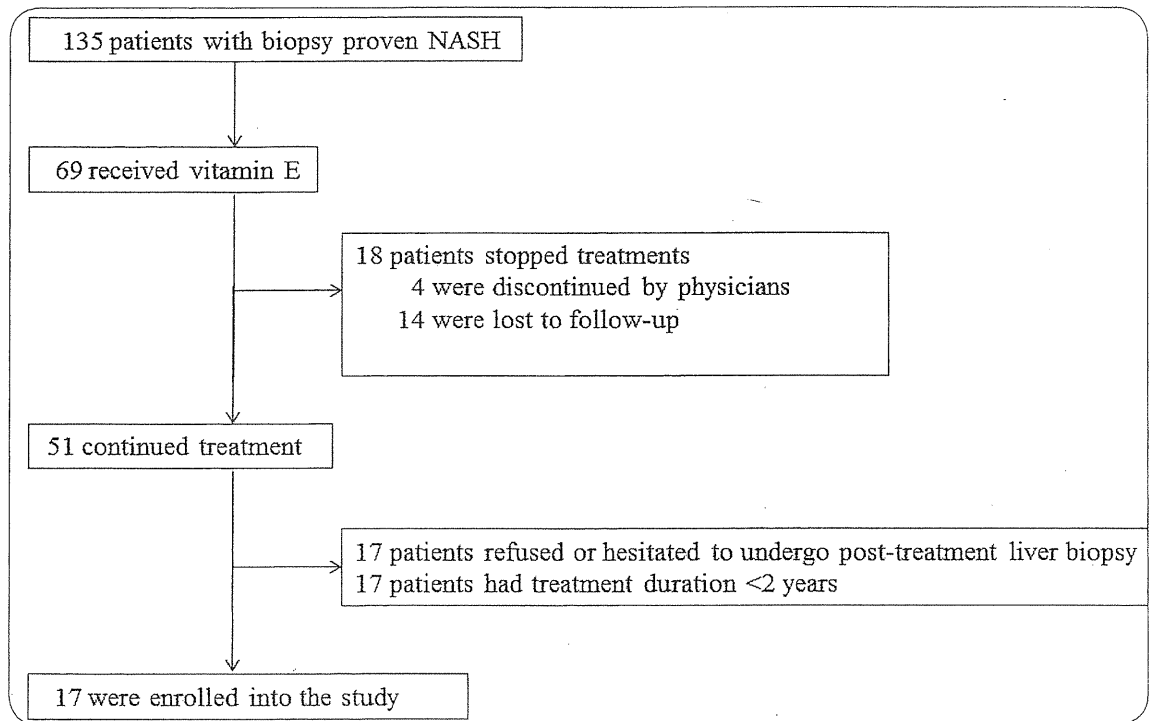 135 patients with biopsy proven NASH
69 received vitamin E
18 patients stopped treatments
4 were discontinued by physicians
14 were lost to follow-up
51 continued treatment
17 patients refused or hesitated to undergo post-treatment liver biopsy
17 patients had treatment duration <2 years
17 were enrolled into the study